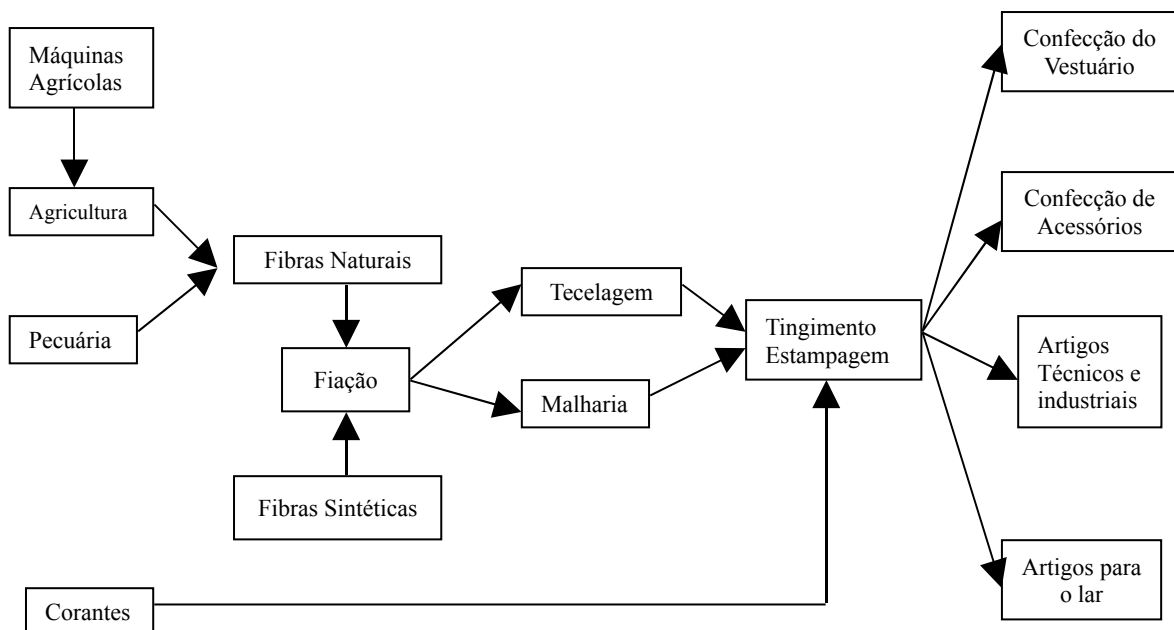 Máquinas
Agrícolas
Agricultura
Pecuária
Fibras Naturais
Fiação
Fibras Sintéticas
Corantes
Tecelagem
Malharia
Tingimento
Estampagem
Confecção do
Vestuário
Confecção de
Acessórios
Artigos
Técnicos e
industriais
Artigos para
o lar